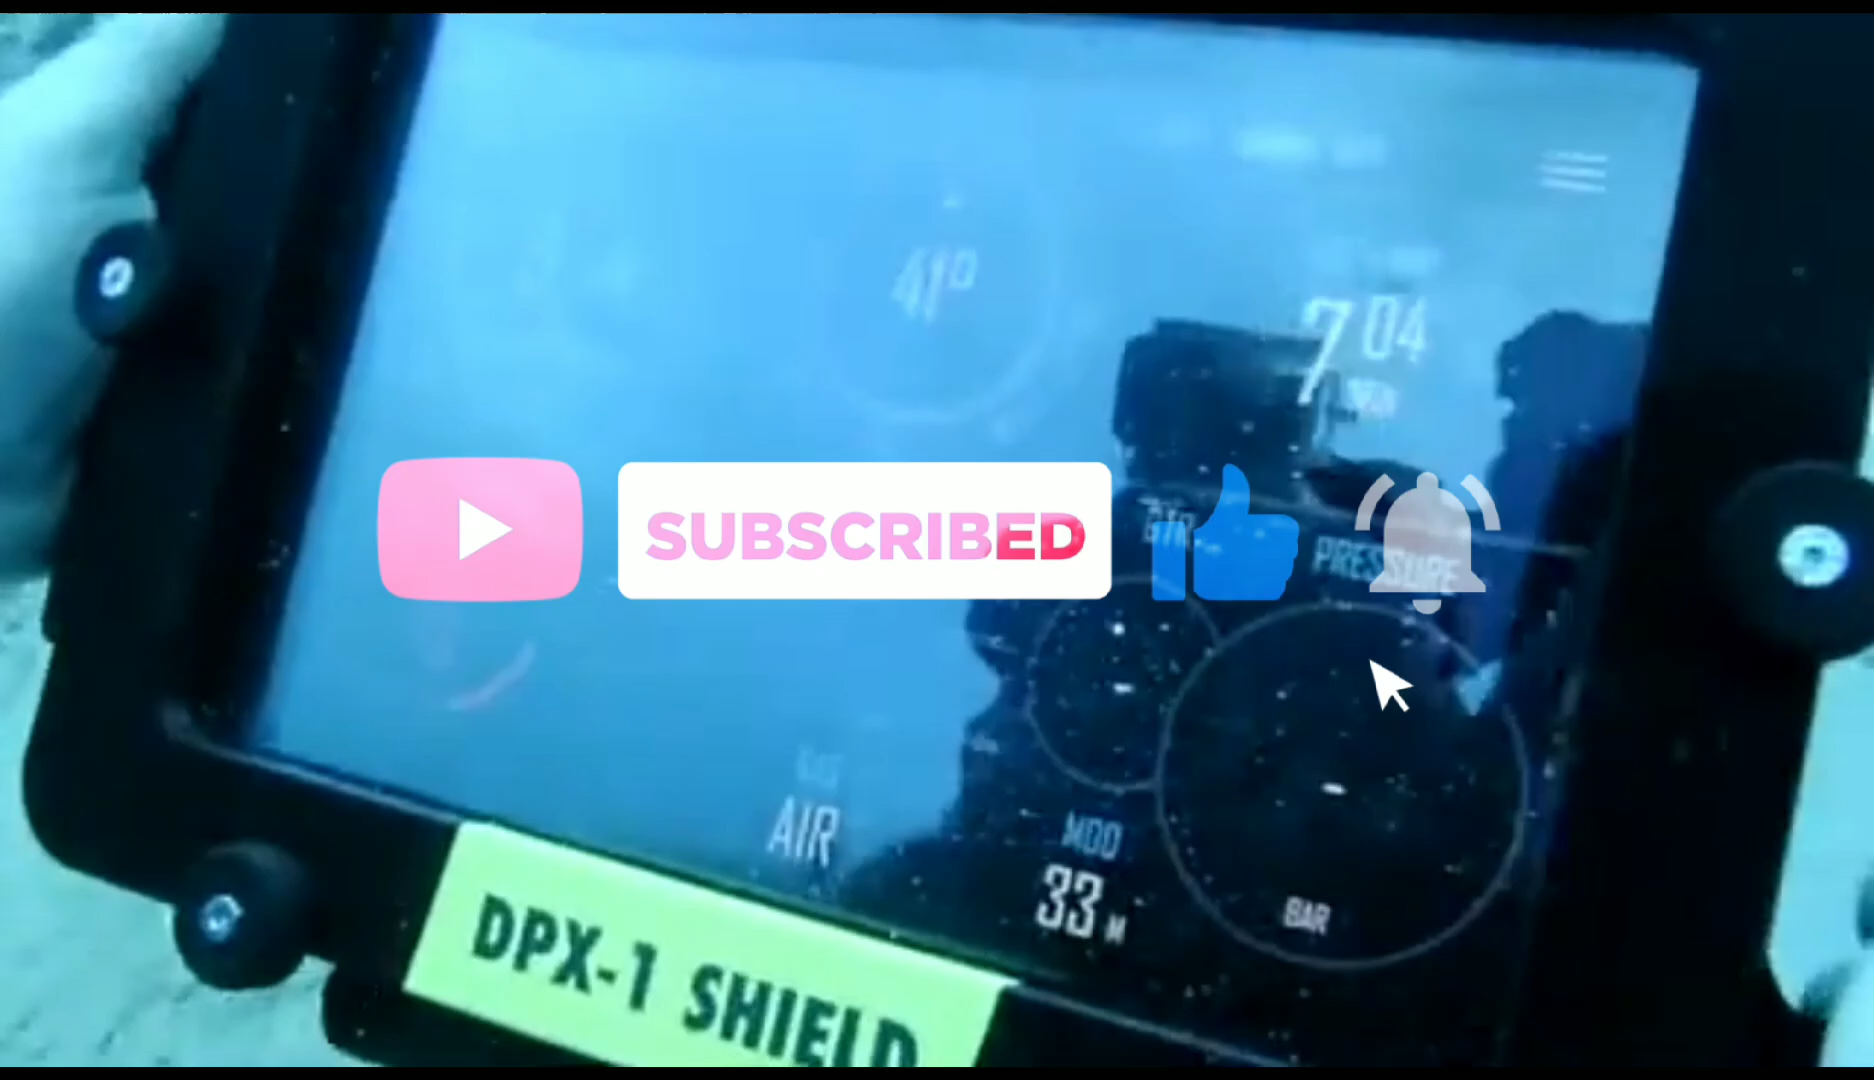 41°
7 04
SUBSCRIBED
PRESSURE
AIR
MOD
33 M
BAR
DPX-1 SHIELD